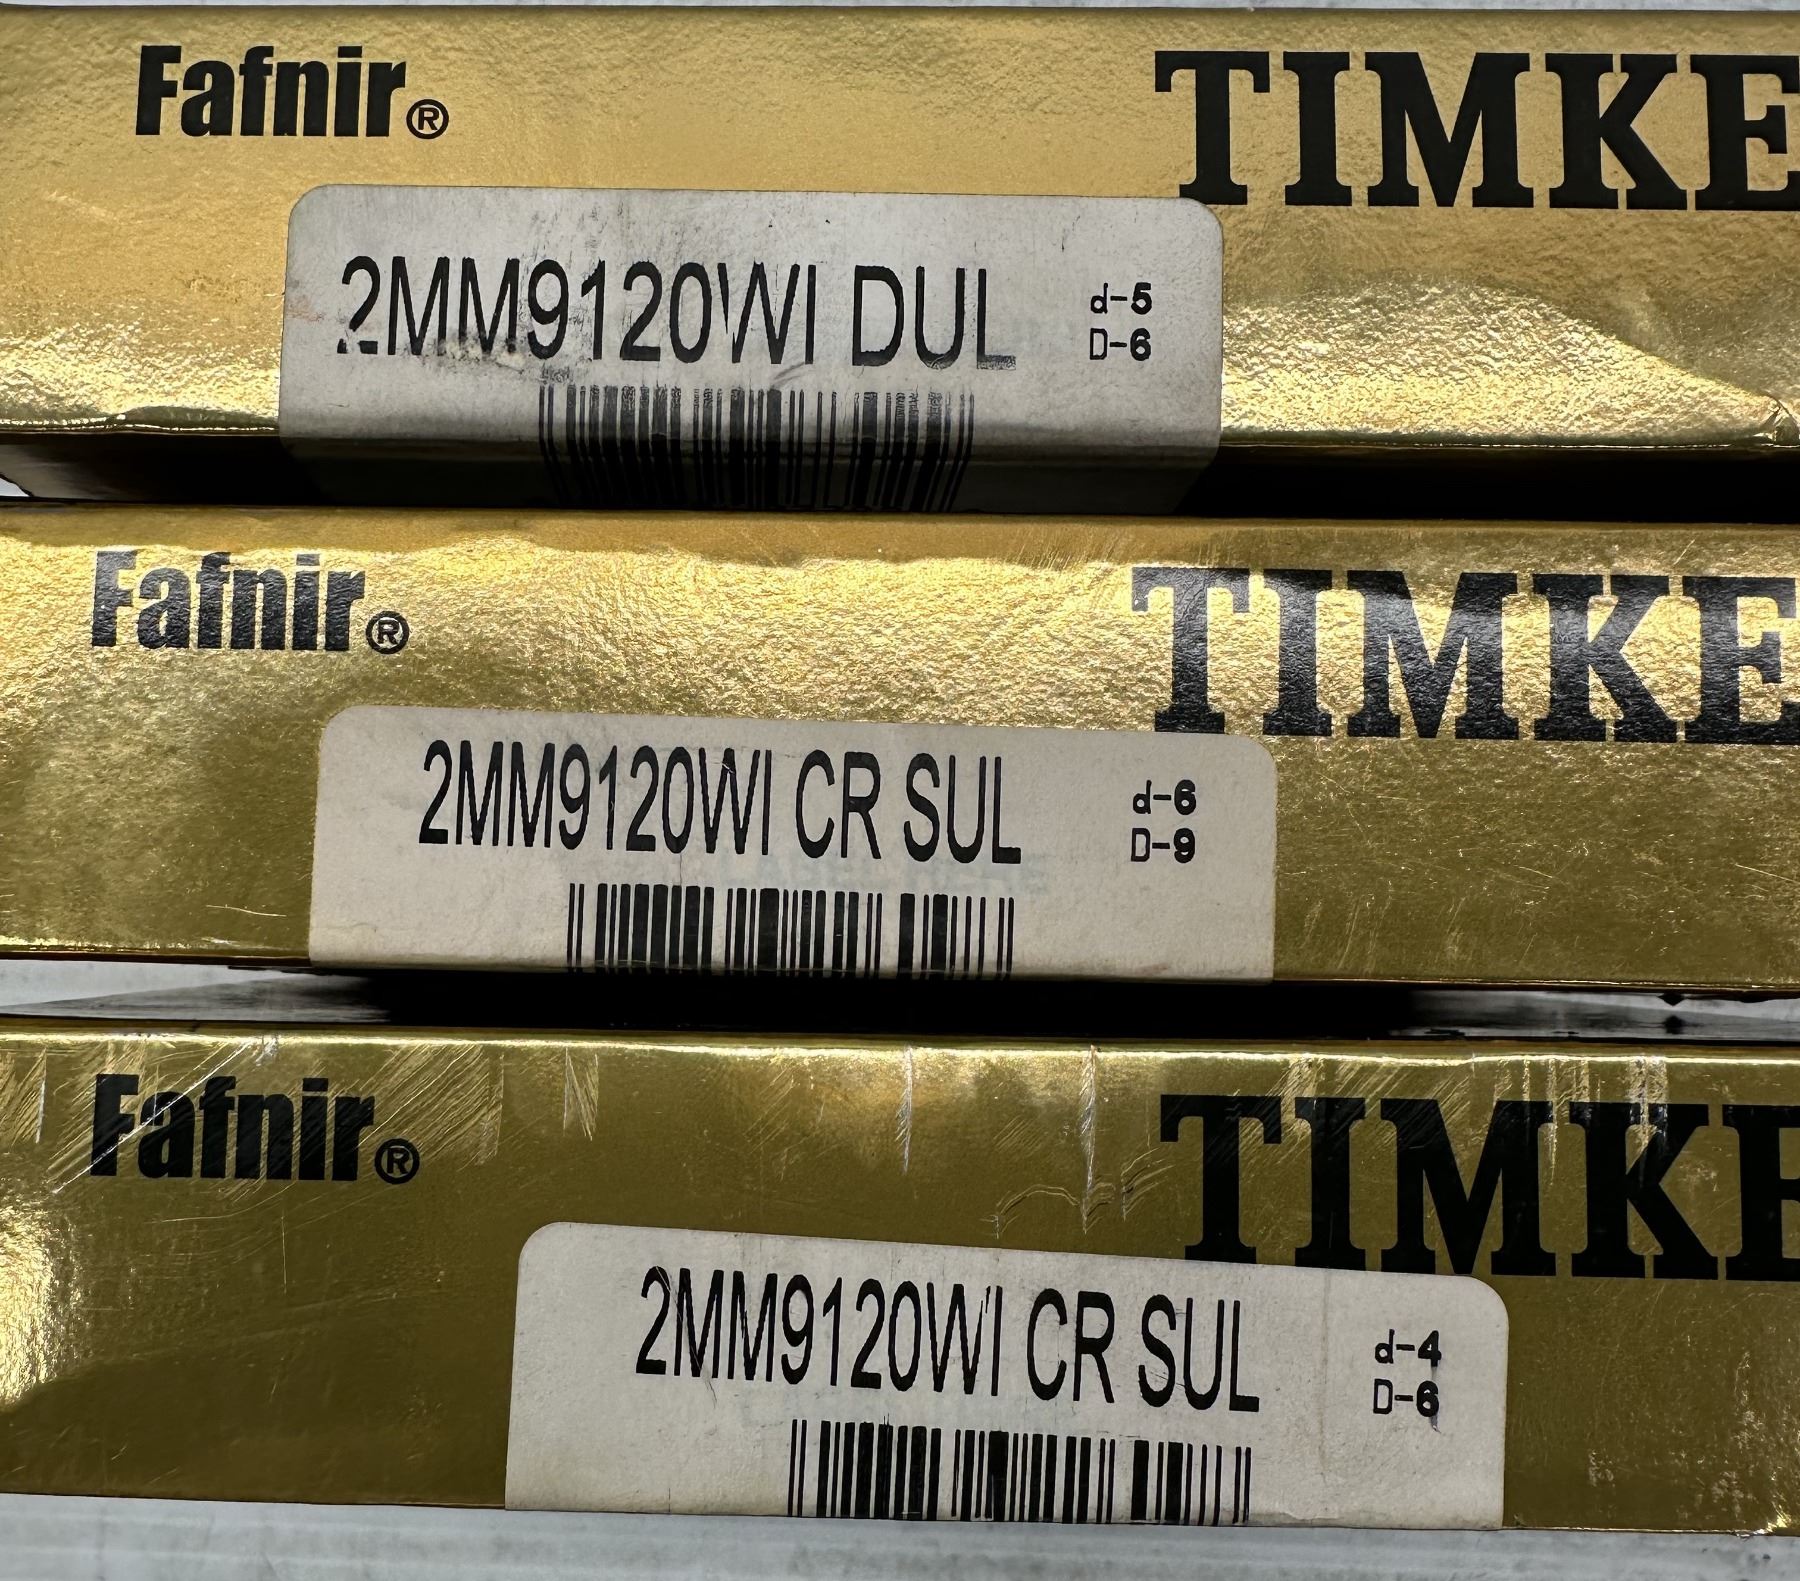 Fafnir®
TIMKE
2MM9120WI DUL
d-5
D-6
Fafnir®
TIMKE
2MM9120WI CR SUL
d-6
D-9
Fafnir®
TIMKE
2MM9120WI CR SUL
d-4
D-6